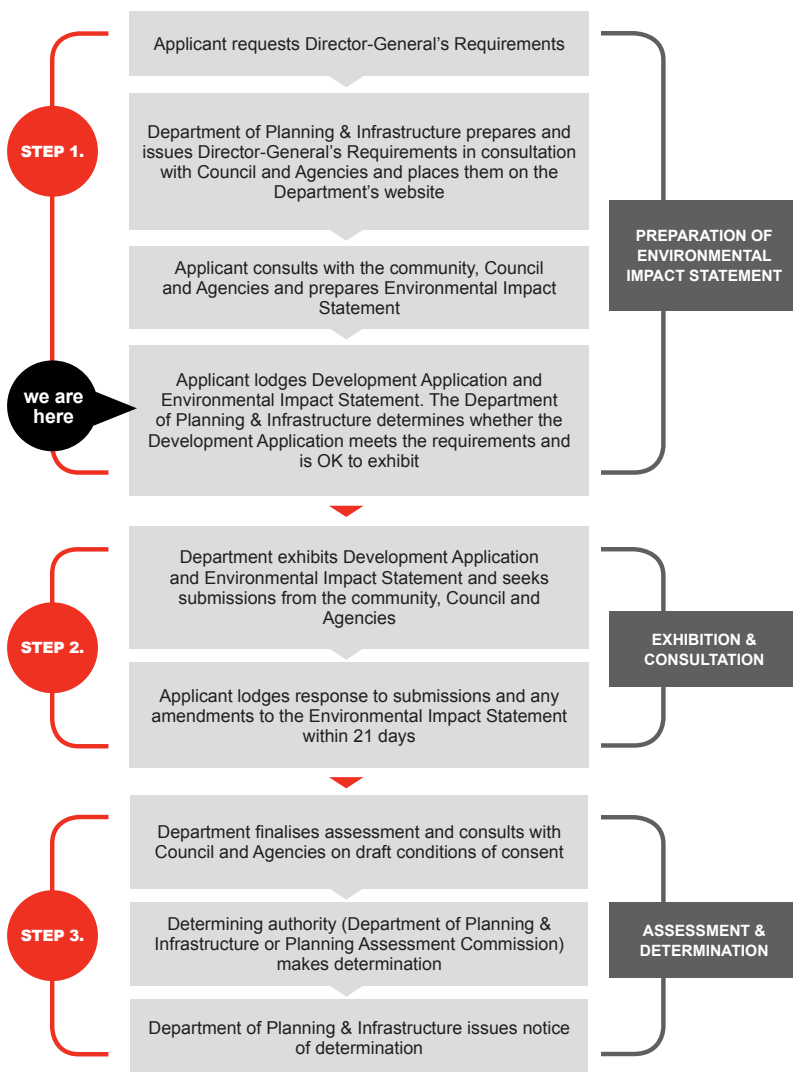 Applicant requests Director-General's Requirements
STEP 1.
Department of Planning & Infrastructure prepares and
issues Director-General's Requirements in consultation
with Council and Agencies and places them on the
Department's website
PREPARATION OF
ENVIRONMENTAL
IMPACT STATEMENT
Applicant consults with the community, Council
and Agencies and prepares Environmental Impact
Statement
we are
here
Applicant lodges Development Application and
Environmental Impact Statement. The Department
of Planning & Infrastructure determines whether the
Development Application meets the requirements and
is OK to exhibit
STEP 2.
Department exhibits Development Application
and Environmental Impact Statement and seeks
submissions from the community, Council and
Agencies
EXHIBITION &
CONSULTATION
Applicant lodges response to submissions and any
amendments to the Environmental Impact Statement
within 21 days
STEP 3.
Department finalises assessment and consults with
Council and Agencies on draft conditions of consent
Determining authority (Department of Planning &
Infrastructure or Planning Assessment Commission)
makes determination
ASSESSMENT &
DETERMINATION
Department of Planning & Infrastructure issues notice
of determination